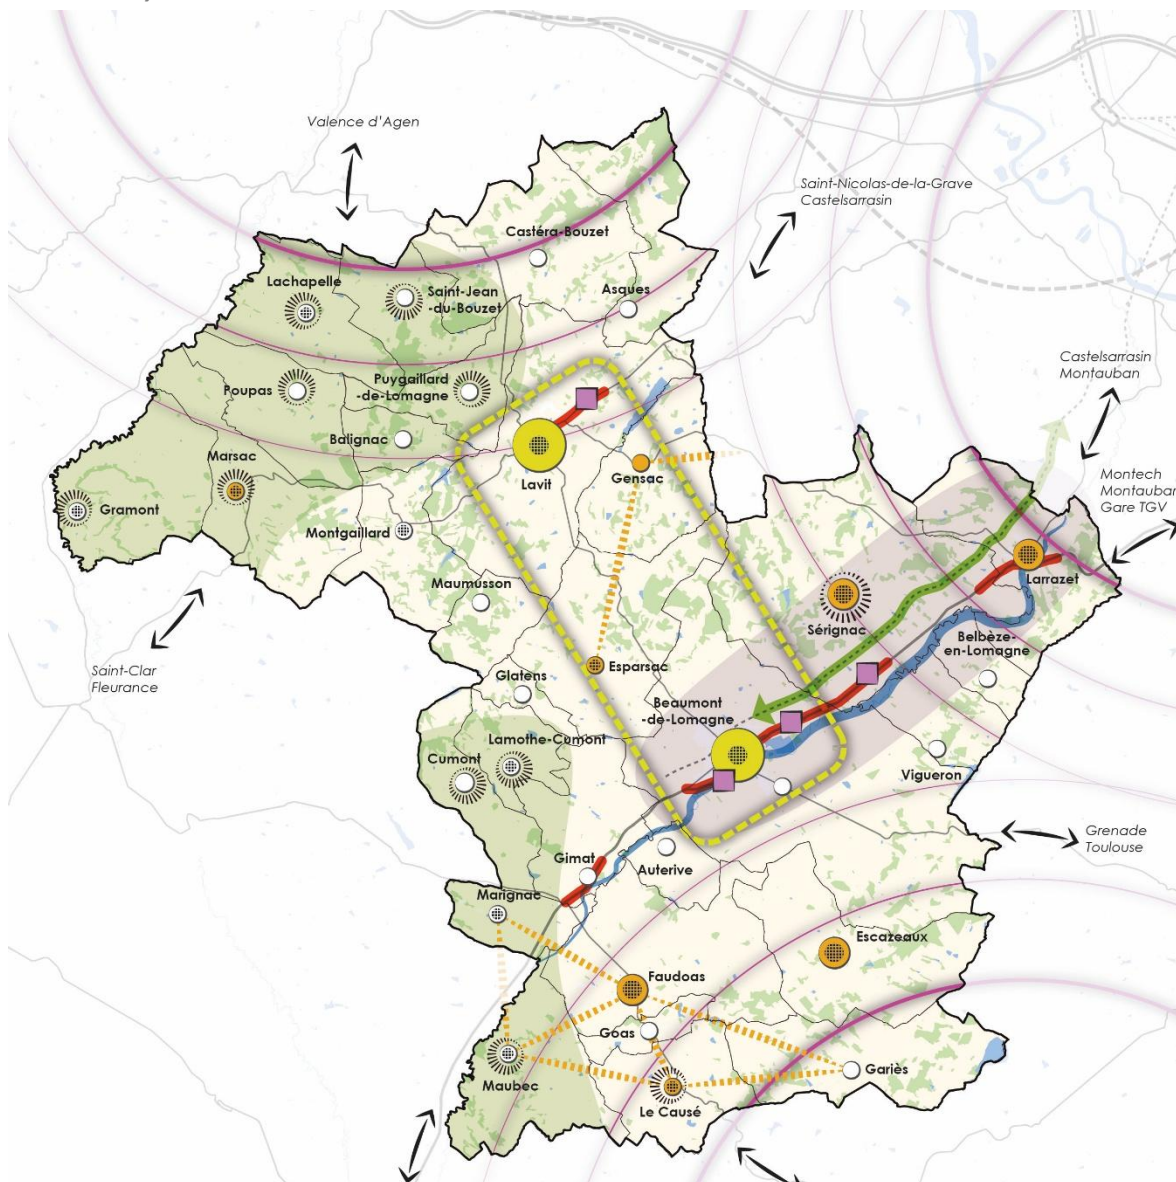 Valence d'Agen
Saint-Nicolas-de-la-Grave
Castelsarrasin
Castéra-Bouzet
Lachapelle
Saint-Jean
-du-Bouzet
Asques
Castelsarrasin
Montauban
Poupas
Puygaillard
-de-Lomagne
Balignac
Marsac
Lavit
Gensac
Gramont
Montgaillard
Montech
Montauban
Gare TGV
Larrazet
Maumusson
Sérignac
Belbèze-
en-Lomagne
Saint-Clar
Fleurance
Esparsac
Glatens
Beaumont
-de-Lomagne
Lamothe-Cumont
Cumont
Vigueron
Grenade
Toulouse
Gimat
Auterive
Marignac
Escazeaux
Faudoas
Goas
Maubec
Gariès
Le Causé